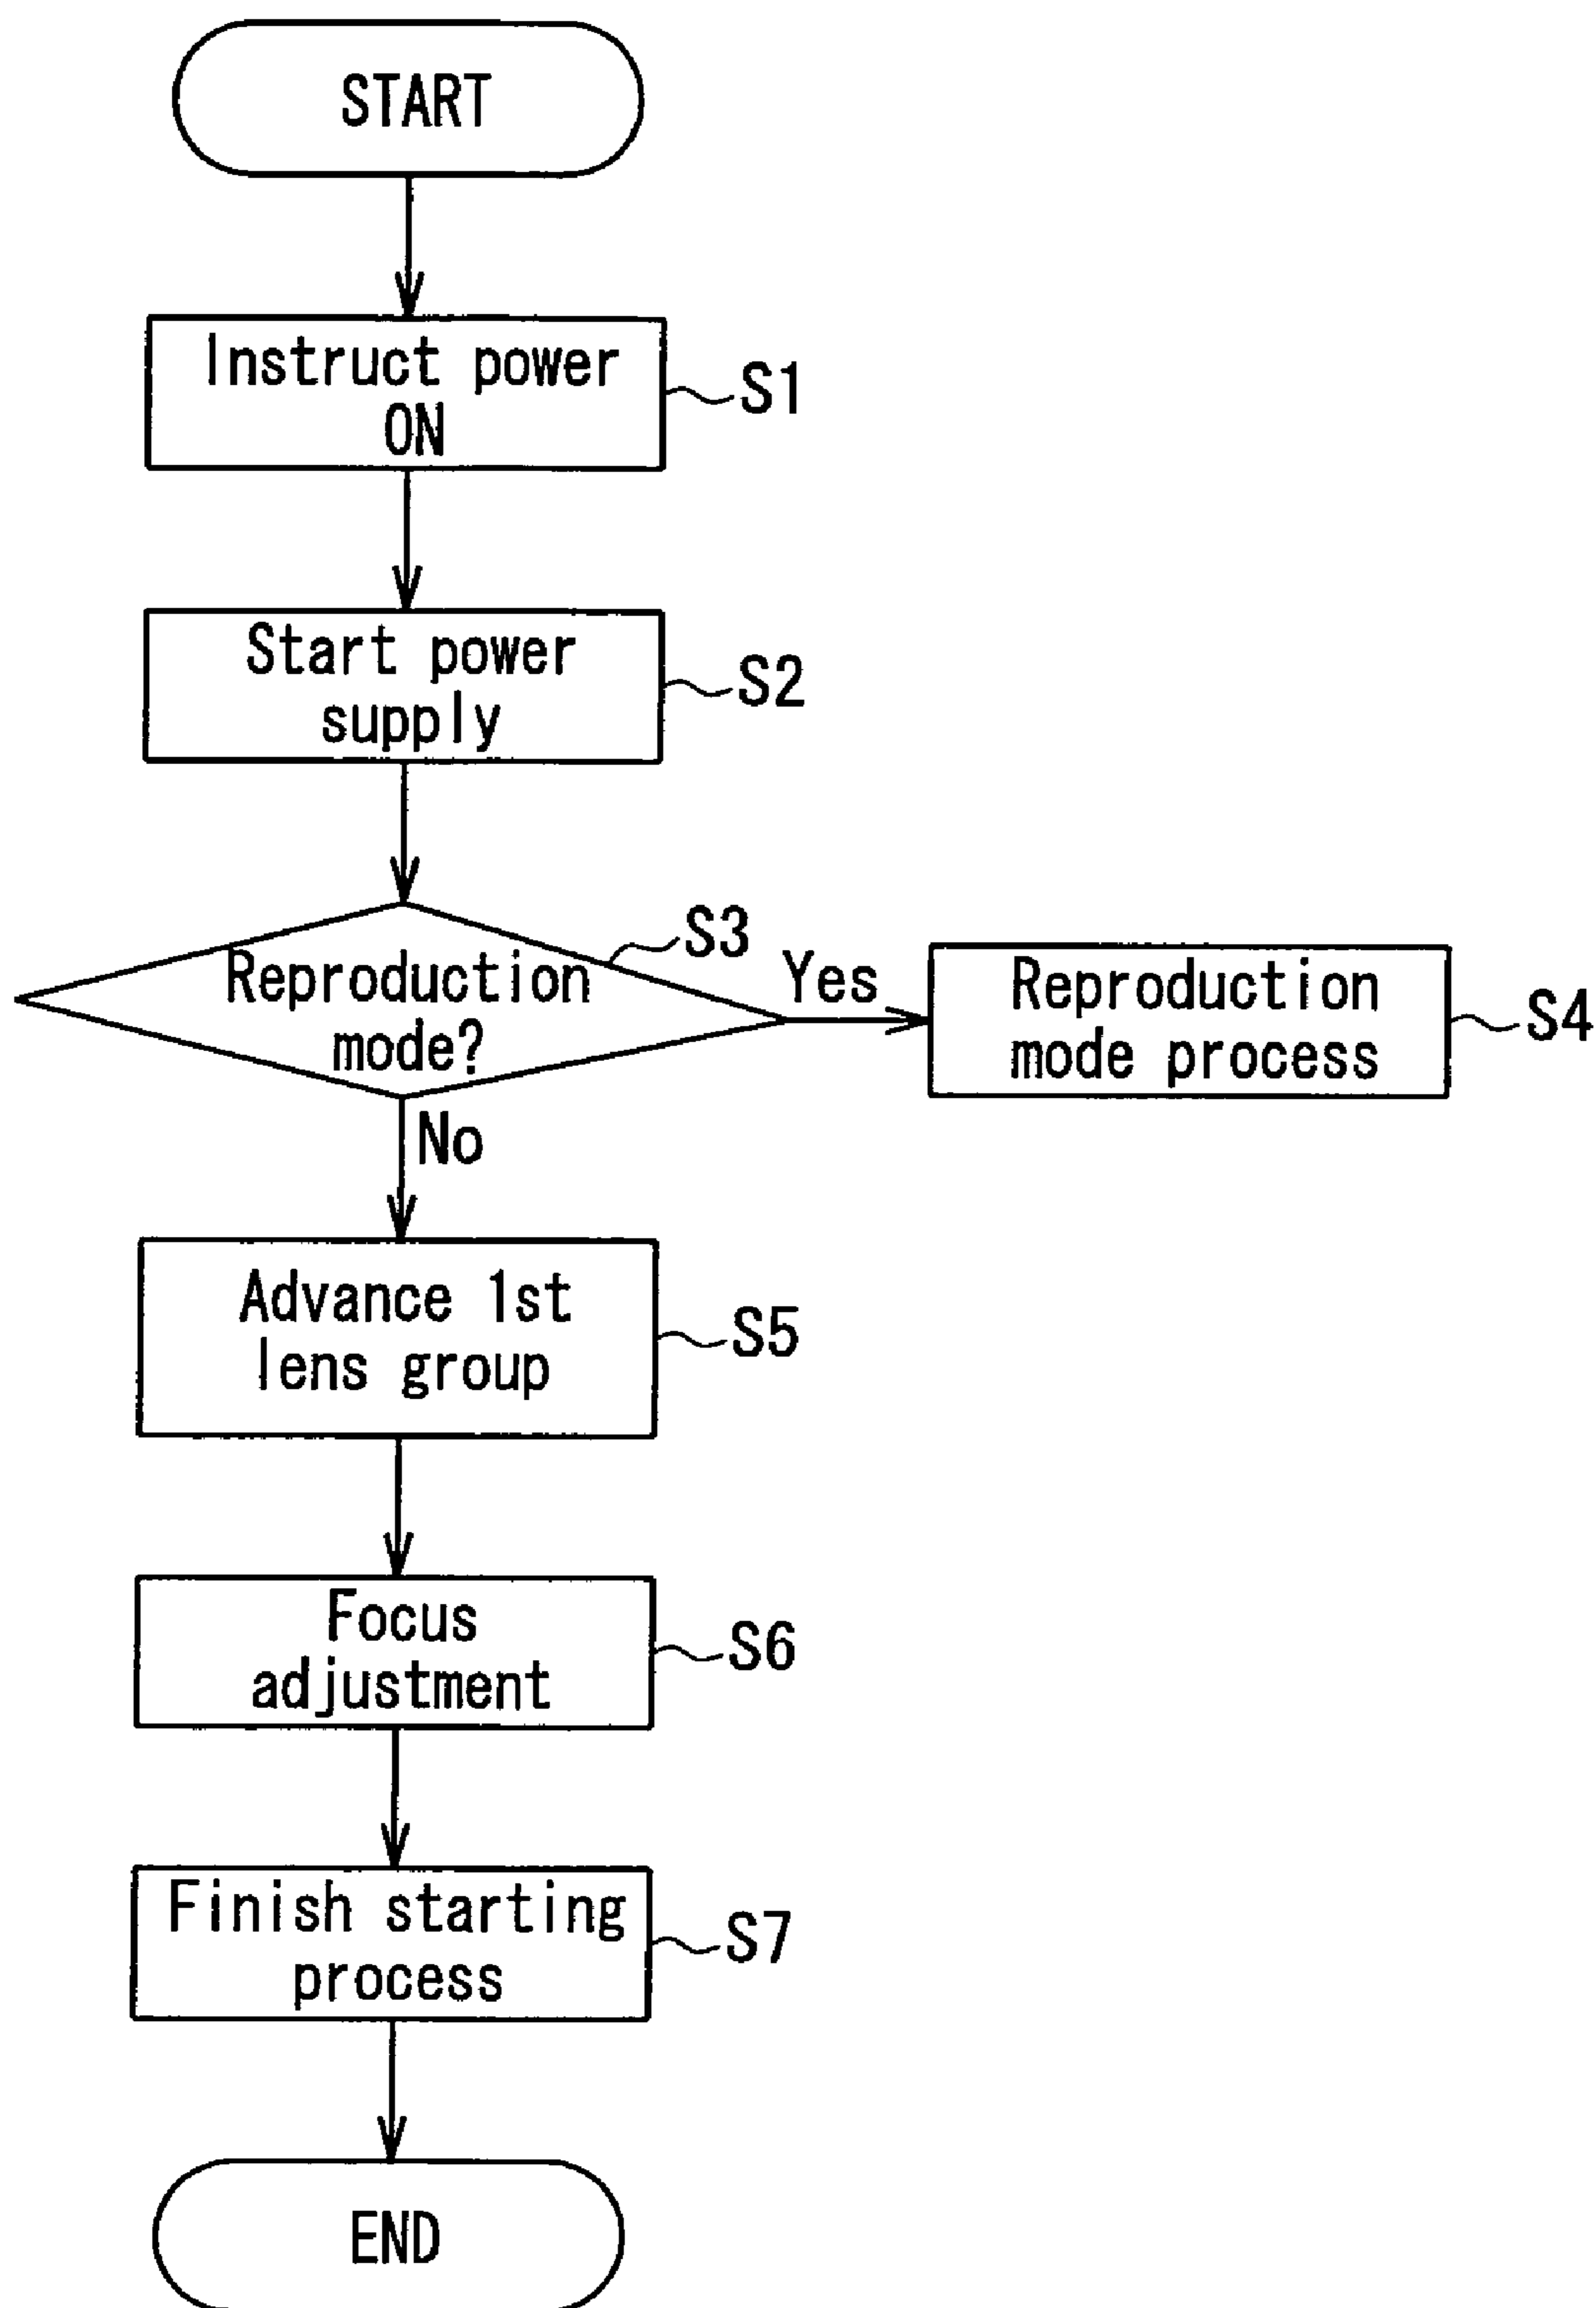 START
Instruct power
ON
S1
Start power
supply
S2
S3
Reproduction
mode?
Yes
Reproduction
mode process
S4
No
Advance 1st
lens group
S5
Focus
adjustment
S6
Finish starting
process
S7
END